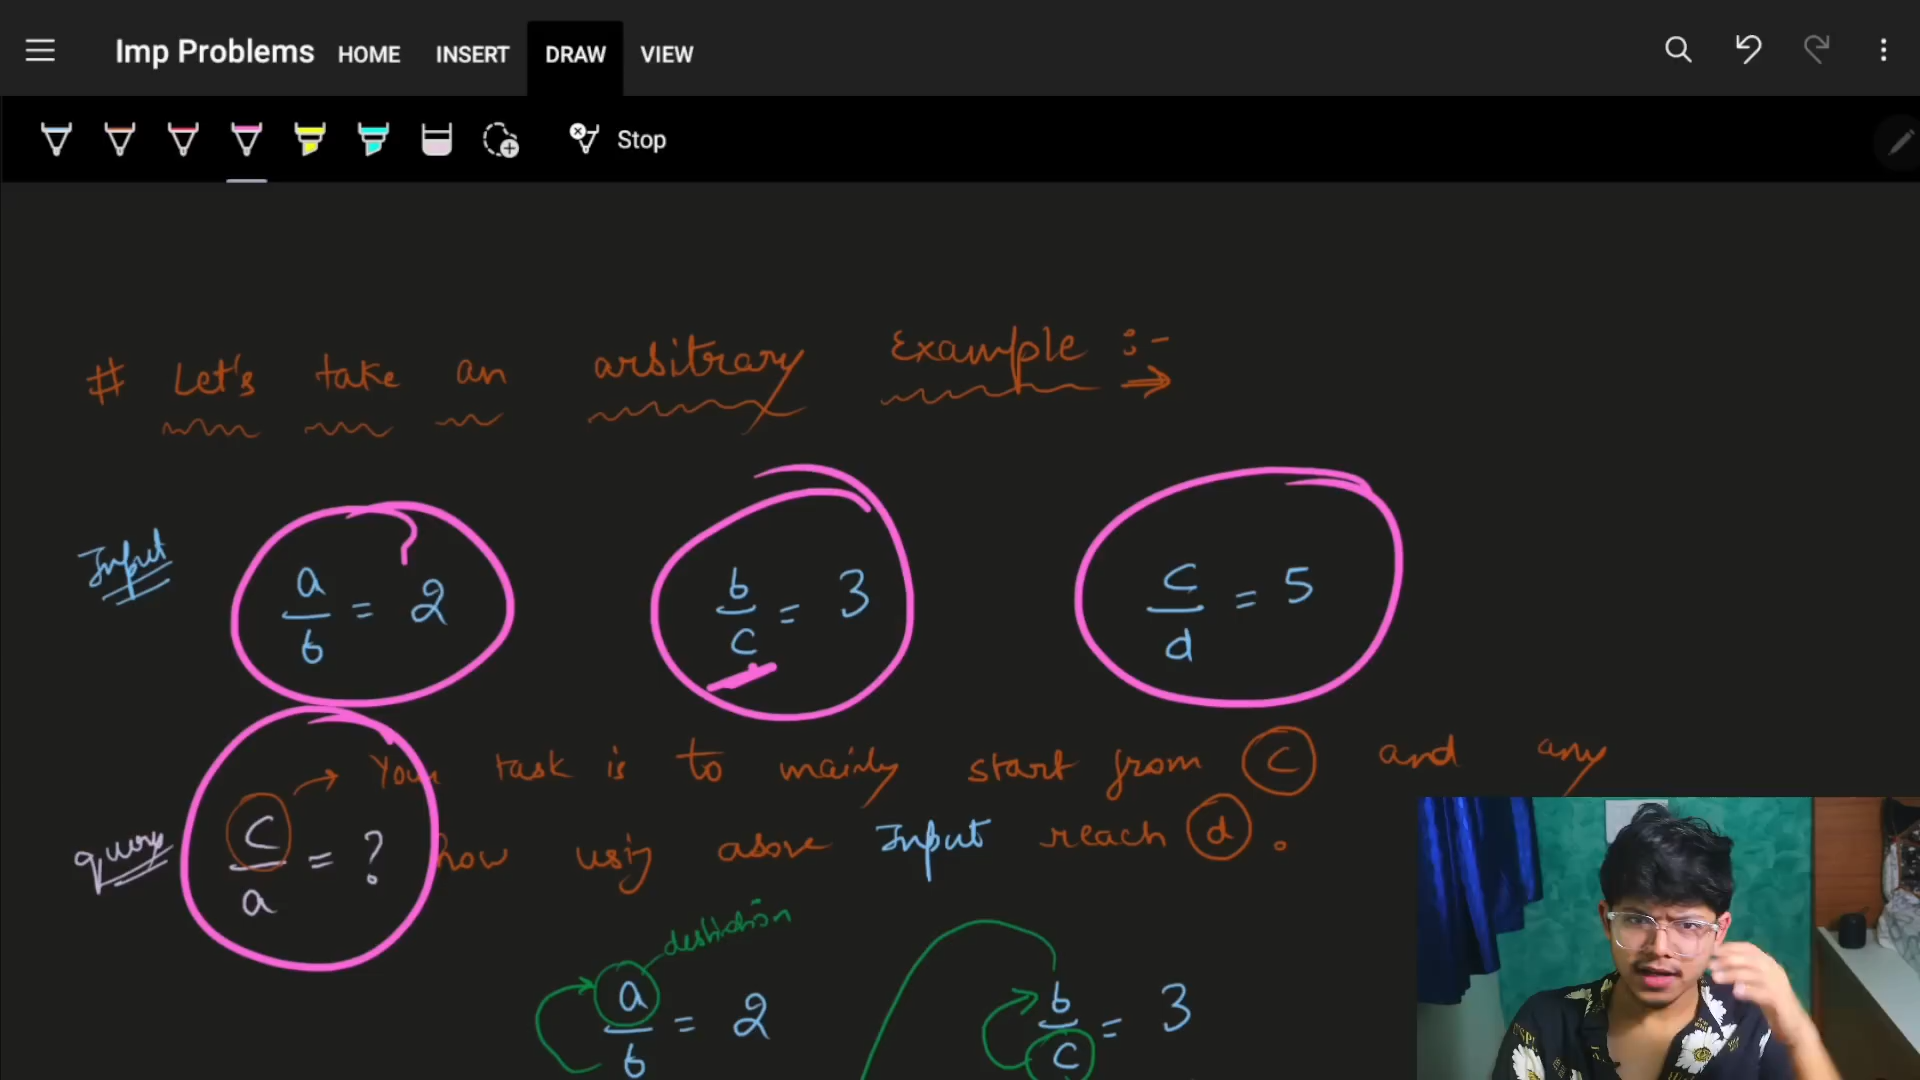 Imp Problems HOME INSERT DRAW VIEW
Stop
# Let's take an arbitrary Example :-
Input
a/b = 2
b/c = 3
c/d = 5
Your task is to mainly start from c and any
query
c/a = ?
how using above Input reach d .
destination
a/b = 2
b/c = 3